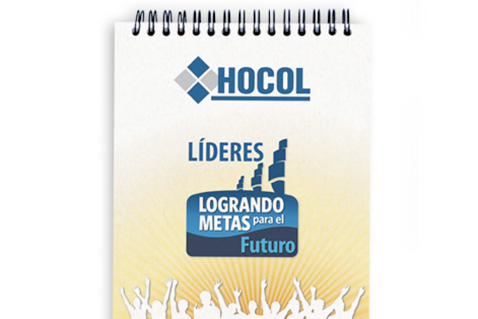 HOCOL
LÍDERES
LOGRANDO
METAS para el
Futuro